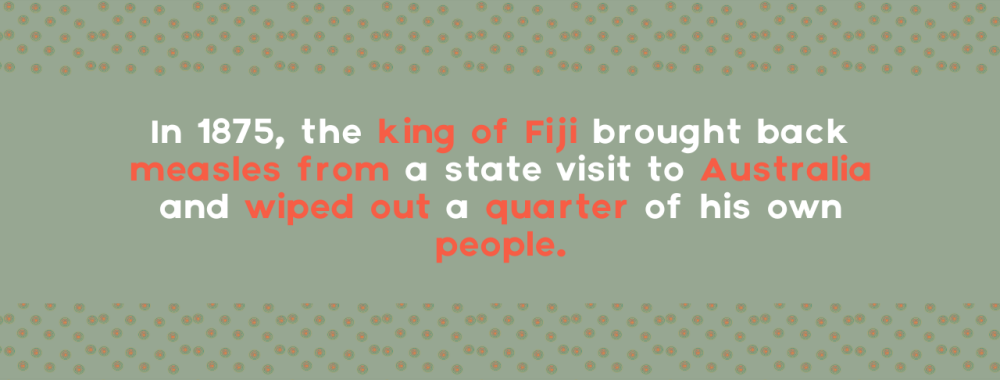 In 1875, the king of Fiji brought back
measles from a state visit to Australia
and wiped out a quarter of his own
people.